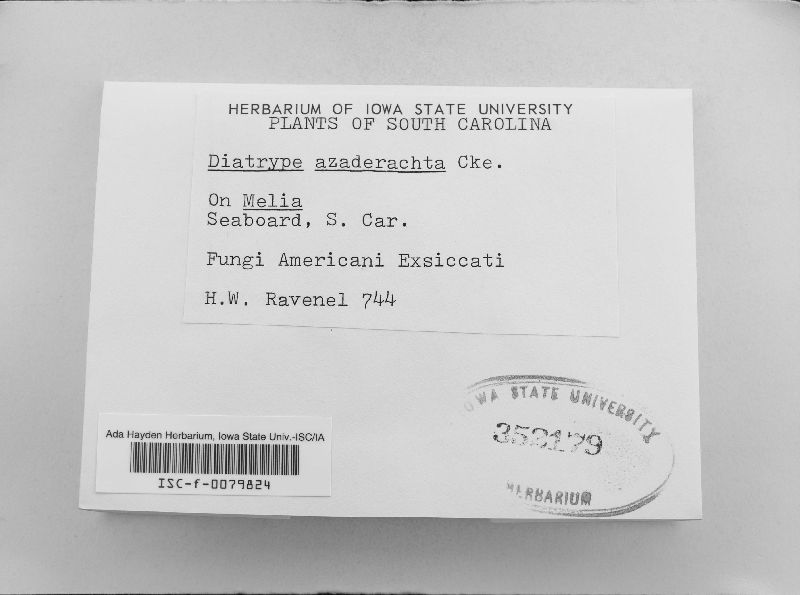 HERBARIUM OF IOWA STATE UNIVERSITY
PLANTS OF SOUTH CAROLINA
Diatrype azaderachta Cke.
On Melia
Seaboard, S. Car.
Fungi Americani Exsiccati
H.W. Ravenel 744
IOWA STATE UNIVERSITY
352179
HERBARIUM
Ada Hayden Herbarium, Iowa State Univ.-ISC/IA
ISC-f-0079824